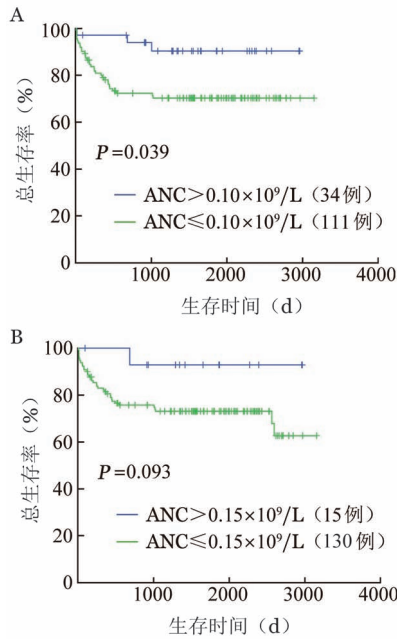 A
100
80
60
40
20
0
总生存率（%）
P=0.039
ANC＞0.10×10⁹/L（34例）
ANC≤0.10×10⁹/L（111例）
1000
2000
3000
4000
生存时间（d）
B
100
80
60
40
20
0
总生存率（%）
P=0.093
ANC＞0.15×10⁹/L（15例）
ANC≤0.15×10⁹/L（130例）
1000
2000
3000
4000
生存时间（d）